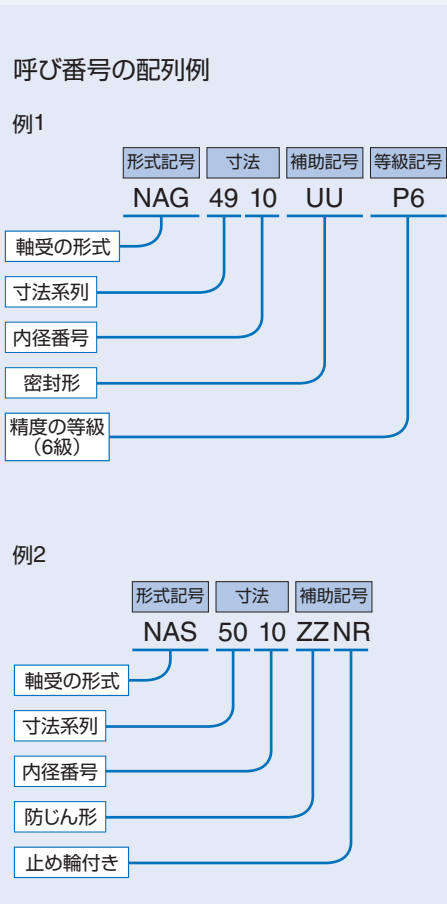 呼び番号の配列例
例1
形式記号 寸法 補助記号 等級記号
NAG 49 10 UU P6
軸受の形式
寸法系列
内径番号
密封形
精度の等級
（6級）
例2
形式記号 寸法 補助記号
NAS 50 10 ZZ NR
軸受の形式
寸法系列
内径番号
防じん形
止め輪付き